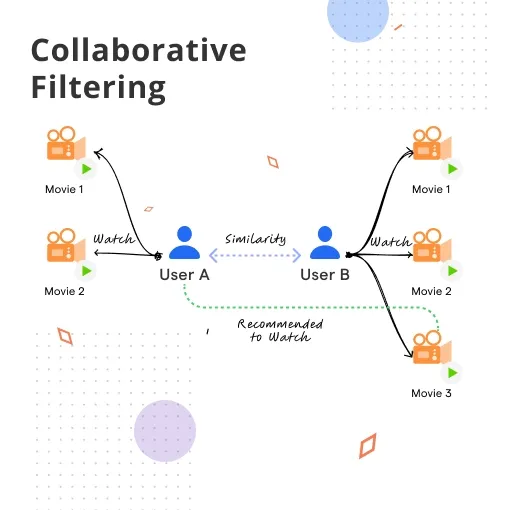 Collaborative
Filtering
Movie 1
Movie 1
Watch
Similarity
Watch
User A
User B
Movie 2
Movie 2
Recommended
to Watch
Movie 3